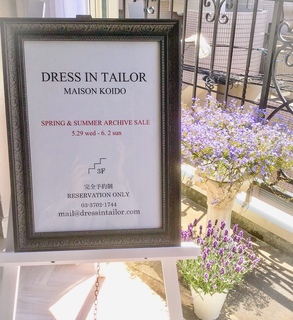 DRESS IN TAILOR
MAISON KOIDO
SPRING & SUMMER ARCHIVE SALE
5.29 wed - 6. 2 sun
3F
完全予約制
RESERVATION ONLY
03-3702-1744
mail@dressintailor.com